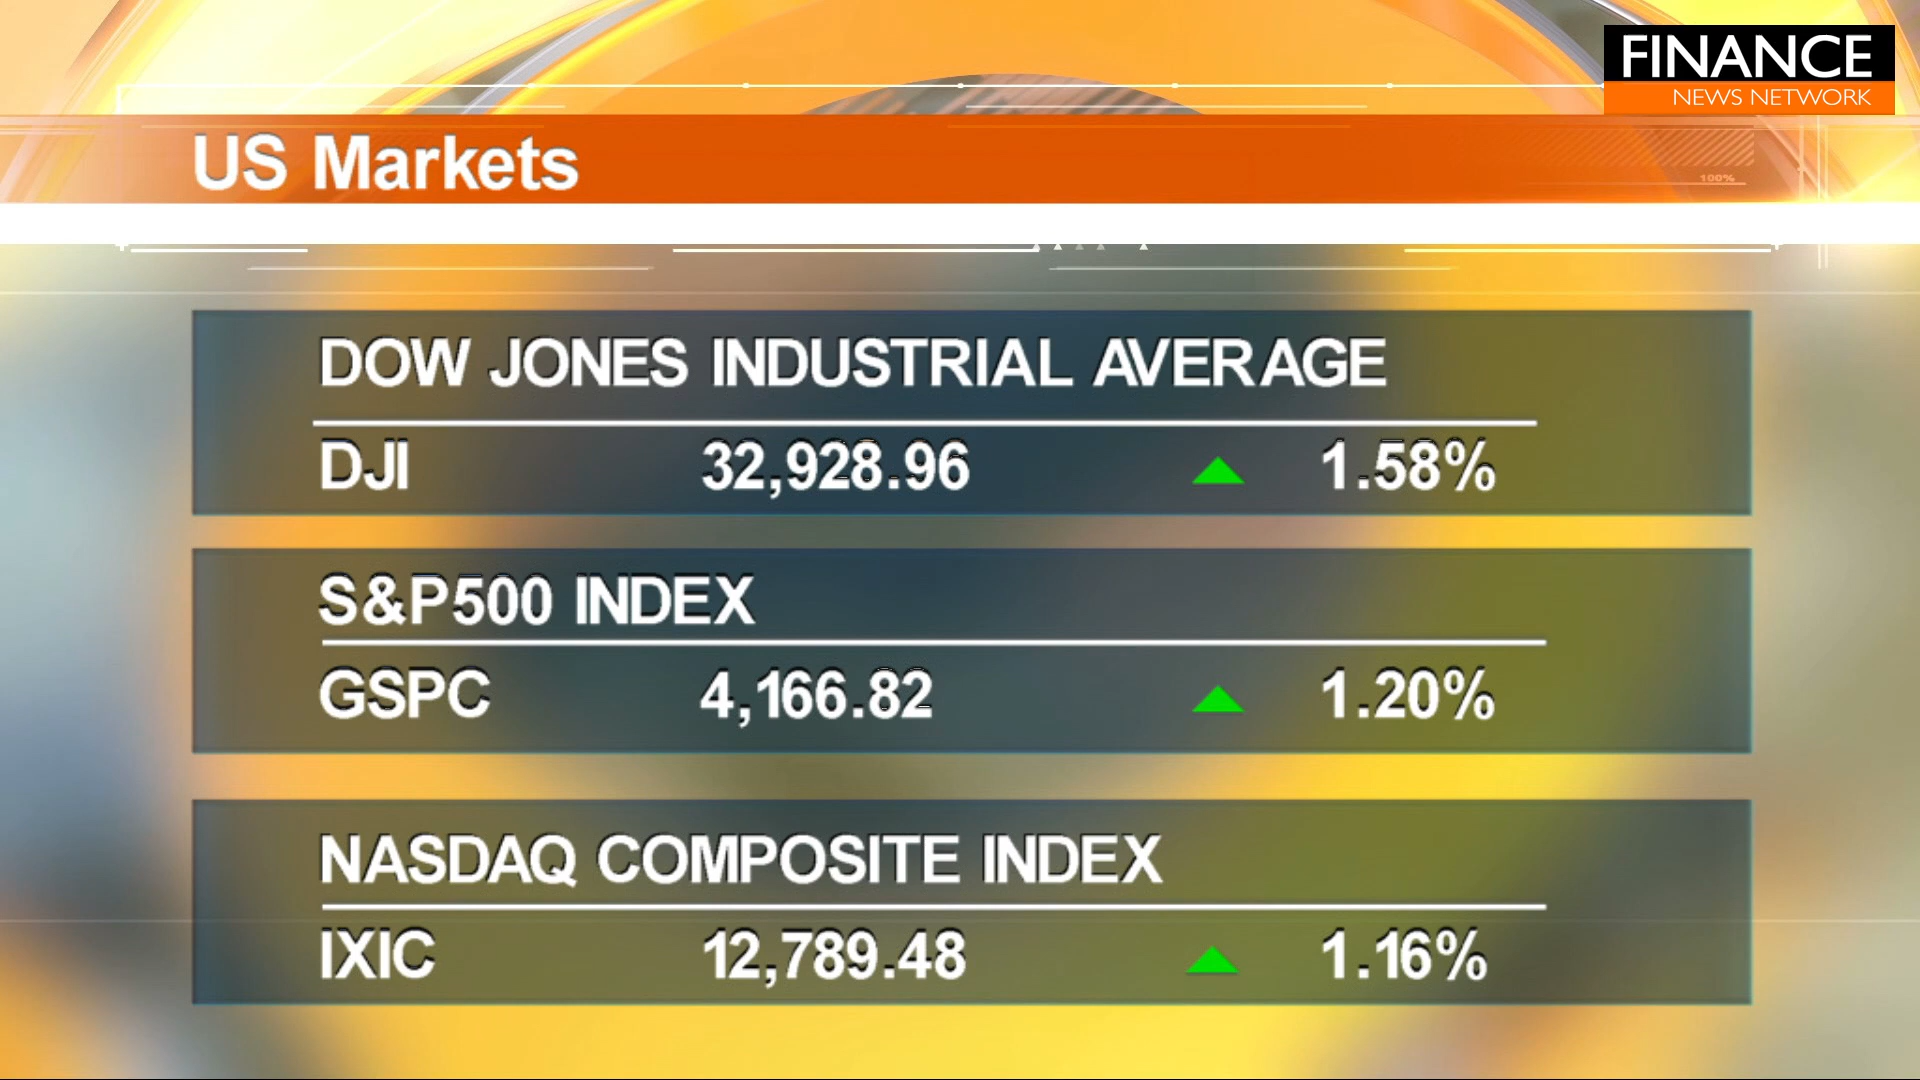 FINANCE
NEWS NETWORK
US Markets
100%
DOW JONES INDUSTRIAL AVERAGE
DJI 32,928.96 ▲ 1.58%
S&P500 INDEX
GSPC 4,166.82 ▲ 1.20%
NASDAQ COMPOSITE INDEX
IXIC 12,789.48 ▲ 1.16%